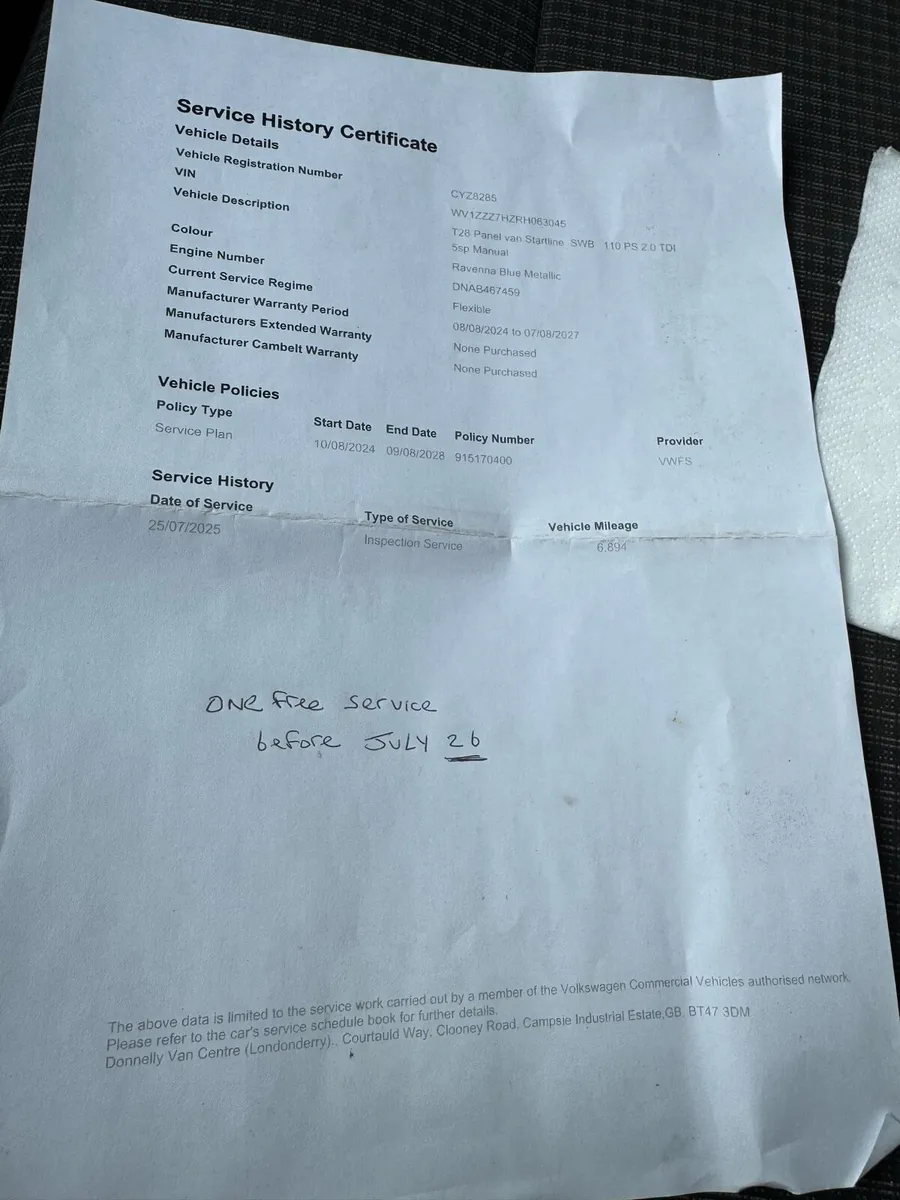 Service History Certificate
Vehicle Details
Vehicle Registration Number CYZ8285
VIN WV1ZZZ7HZRH063045
Vehicle Description T28 Panel van Startline SWB 110 PS 2.0 TDI
5sp Manual
Colour Ravenna Blue Metallic
Engine Number DNAB467459
Current Service Regime Flexible
Manufacturer Warranty Period 08/08/2024 to 07/08/2027
Manufacturers Extended Warranty None Purchased
Manufacturer Cambelt Warranty None Purchased
Vehicle Policies
Policy Type Start Date End Date Policy Number Provider
Service Plan 10/08/2024 09/08/2028 915170400 VWFS
Service History
Date of Service Type of Service Vehicle Mileage
25/07/2025 Inspection Service 6,894
ONE free service
before JULY 26
The above data is limited to the service work carried out by a member of the Volkswagen Commercial Vehicles authorised network.
Please refer to the car's service schedule book for further details.
Donnelly Van Centre (Londonderry)., Courtauld Way, Clooney Road, Campsie Industrial Estate,GB, BT47 3DM